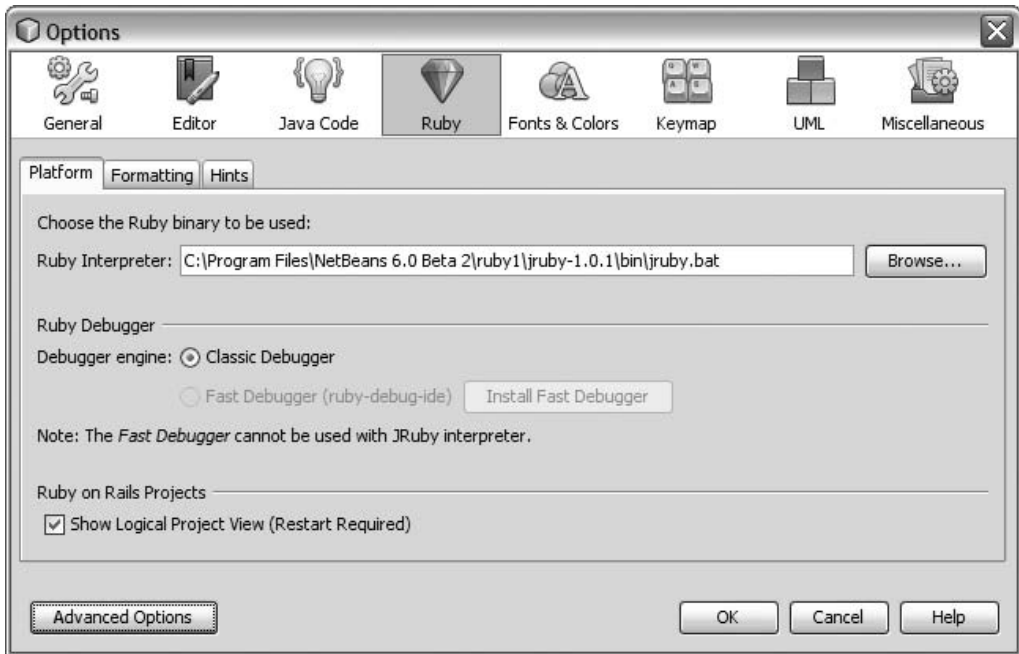 Options
General Editor Java Code Ruby Fonts & Colors Keymap UML Miscellaneous
Platform Formatting Hints
Choose the Ruby binary to be used:
Ruby Interpreter: C:\Program Files\NetBeans 6.0 Beta 2\ruby1\jruby-1.0.1\bin\jruby.bat Browse...
Ruby Debugger
Debugger engine: Classic Debugger
Fast Debugger (ruby-debug-ide) Install Fast Debugger
Note: The Fast Debugger cannot be used with JRuby interpreter.
Ruby on Rails Projects
Show Logical Project View (Restart Required)
Advanced Options OK Cancel Help